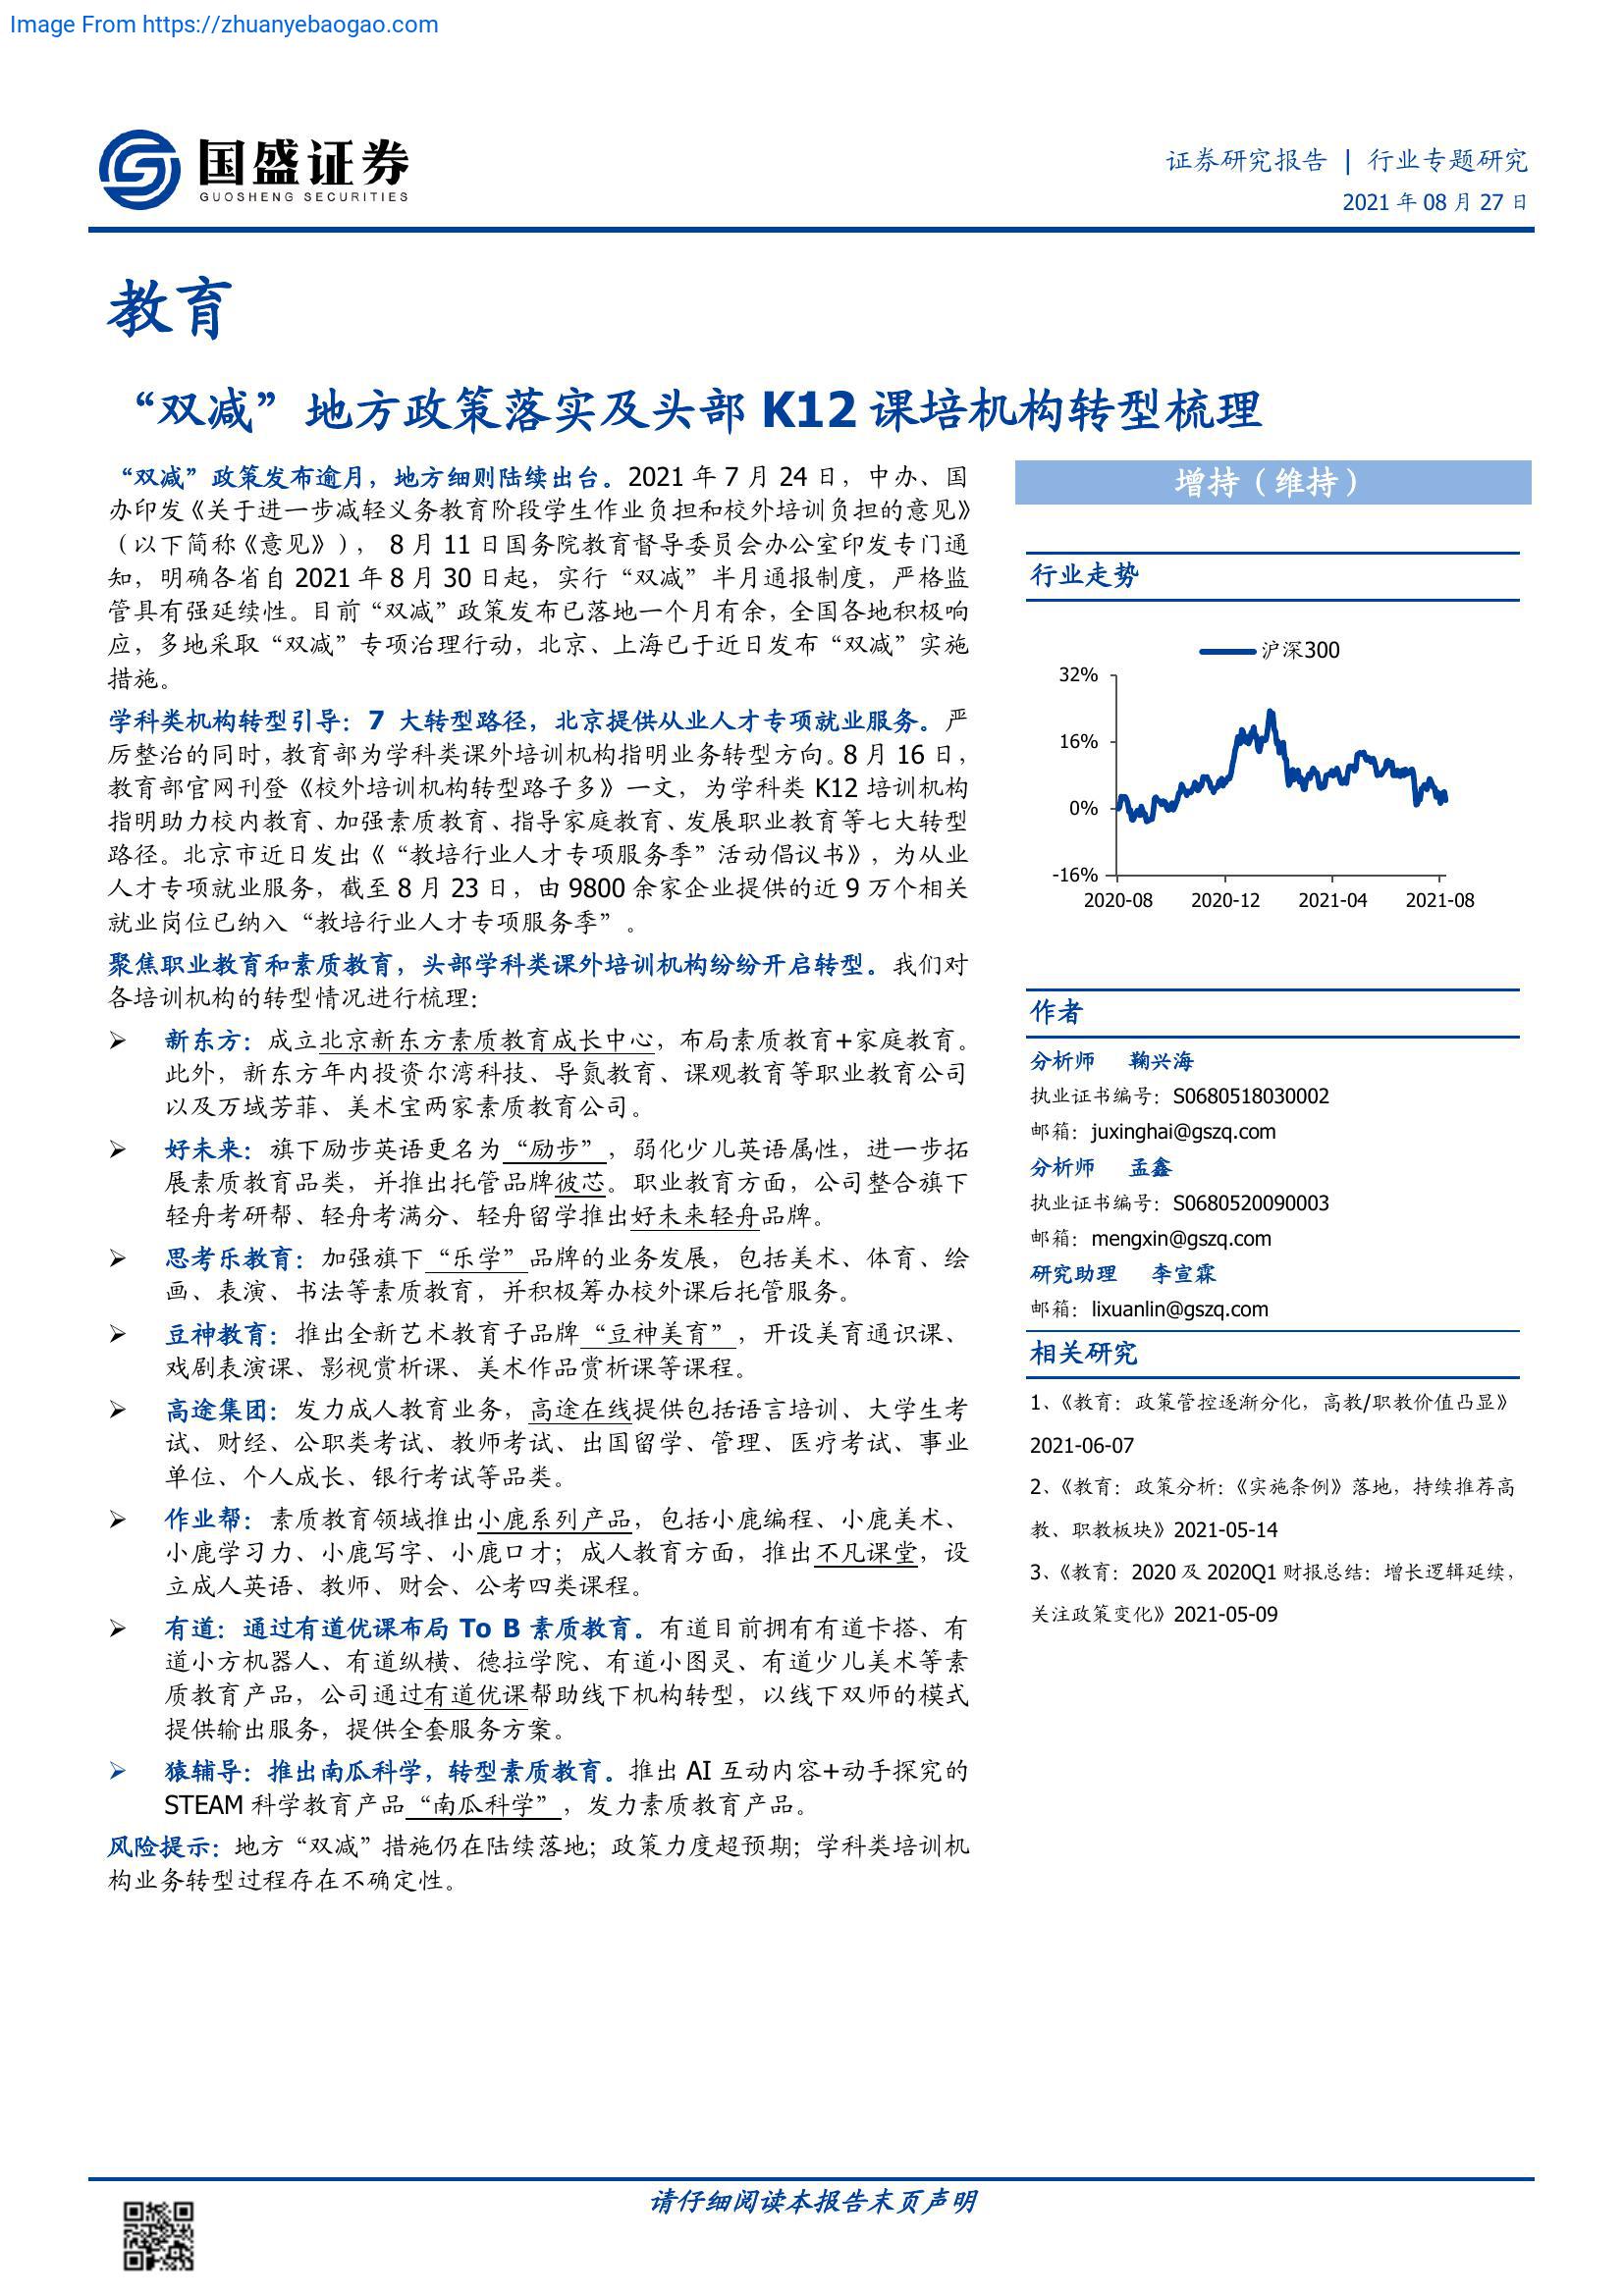 Image From https://zhuanyebaogao.com
国盛证券
GUOSHENG SECURITIES
证券研究报告 | 行业专题研究
2021 年 08 月 27 日
教育
“双减”地方政策落实及头部 K12 课培机构转型梳理
“双减”政策发布逾月，地方细则陆续出台。2021 年 7 月 24 日，中办、国
办印发《关于进一步减轻义务教育阶段学生作业负担和校外培训负担的意见》
（以下简称《意见》）， 8 月 11 日国务院教育督导委员会办公室印发专门通
知，明确各省自 2021 年 8 月 30 日起，实行“双减”半月通报制度，严格监
管具有强延续性。目前“双减”政策发布已落地一个月有余，全国各地积极响
应，多地采取“双减”专项治理行动，北京、上海已于近日发布“双减”实施
措施。
学科类机构转型引导：7 大转型路径，北京提供从业人才专项就业服务。严
厉整治的同时，教育部为学科类课外培训机构指明业务转型方向。8 月 16 日，
教育部官网刊登《校外培训机构转型路子多》一文，为学科类 K12 培训机构
指明助力校内教育、加强素质教育、指导家庭教育、发展职业教育等七大转型
路径。北京市近日发出《“教培行业人才专项服务季”活动倡议书》，为从业
人才专项就业服务，截至 8 月 23 日，由 9800 余家企业提供的近 9 万个相关
就业岗位已纳入“教培行业人才专项服务季”。
聚焦职业教育和素质教育，头部学科类课外培训机构纷纷开启转型。我们对
各培训机构的转型情况进行梳理：
➢ 新东方：成立北京新东方素质教育成长中心，布局素质教育+家庭教育。
此外，新东方年内投资尔湾科技、导氮教育、课观教育等职业教育公司
以及万域芳菲、美术宝两家素质教育公司。
➢ 好未来：旗下励步英语更名为“励步”，弱化少儿英语属性，进一步拓
展素质教育品类，并推出托管品牌彼芯。职业教育方面，公司整合旗下
轻舟考研帮、轻舟考满分、轻舟留学推出好未来轻舟品牌。
➢ 思考乐教育：加强旗下“乐学”品牌的业务发展，包括美术、体育、绘
画、表演、书法等素质教育，并积极筹办校外课后托管服务。
➢ 豆神教育：推出全新艺术教育子品牌“豆神美育”，开设美育通识课、
戏剧表演课、影视赏析课、美术作品赏析课等课程。
➢ 高途集团：发力成人教育业务，高途在线提供包括语言培训、大学生考
试、财经、公职类考试、教师考试、出国留学、管理、医疗考试、事业
单位、个人成长、银行考试等品类。
➢ 作业帮：素质教育领域推出小鹿系列产品，包括小鹿编程、小鹿美术、
小鹿学习力、小鹿写字、小鹿口才；成人教育方面，推出不凡课堂，设
立成人英语、教师、财会、公考四类课程。
➢ 有道：通过有道优课布局 To B 素质教育。有道目前拥有有道卡搭、有
道小方机器人、有道纵横、德拉学院、有道小图灵、有道少儿美术等素
质教育产品，公司通过有道优课帮助线下机构转型，以线下双师的模式
提供输出服务，提供全套服务方案。
➢ 猿辅导：推出南瓜科学，转型素质教育。推出 AI 互动内容+动手探究的
STEAM 科学教育产品“南瓜科学”，发力素质教育产品。
风险提示：地方“双减”措施仍在陆续落地；政策力度超预期；学科类培训机
构业务转型过程存在不确定性。
增持（维持）
行业走势
沪深300
32%
16%
0%
-16%
2020-08 2020-12 2021-04 2021-08
作者
分析师 鞠兴海
执业证书编号：S0680518030002
邮箱：juxinghai@gszq.com
分析师 孟鑫
执业证书编号：S0680520090003
邮箱：mengxin@gszq.com
研究助理 李宣霖
邮箱：lixuanlin@gszq.com
相关研究
1、《教育：政策管控逐渐分化，高教/职教价值凸显》
2021-06-07
2、《教育：政策分析：《实施条例》落地，持续推荐高
教、职教板块》2021-05-14
3、《教育：2020 及 2020Q1 财报总结：增长逻辑延续，
关注政策变化》2021-05-09
请仔细阅读本报告末页声明